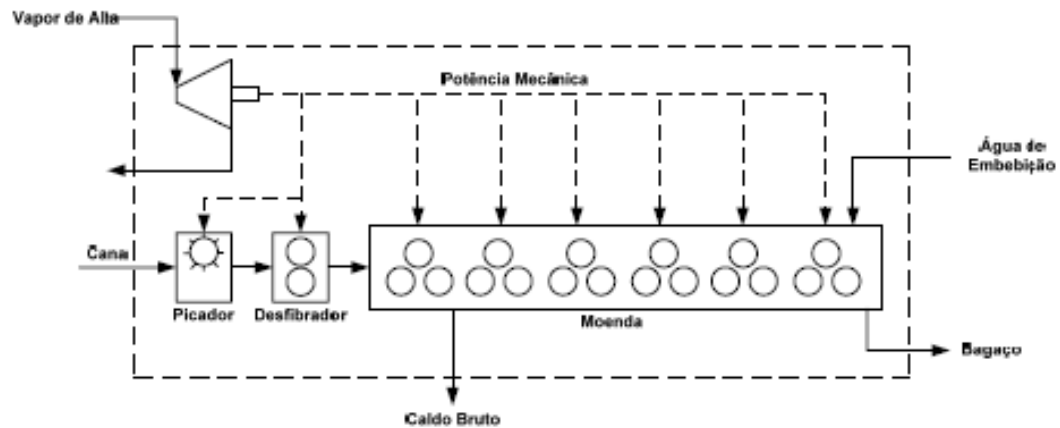 Vapor de Alta
Potência Mecânica
Água de
Embebição
Cana
Picador
Desfibrador
Moenda
Bagaço
Caldo Bruto